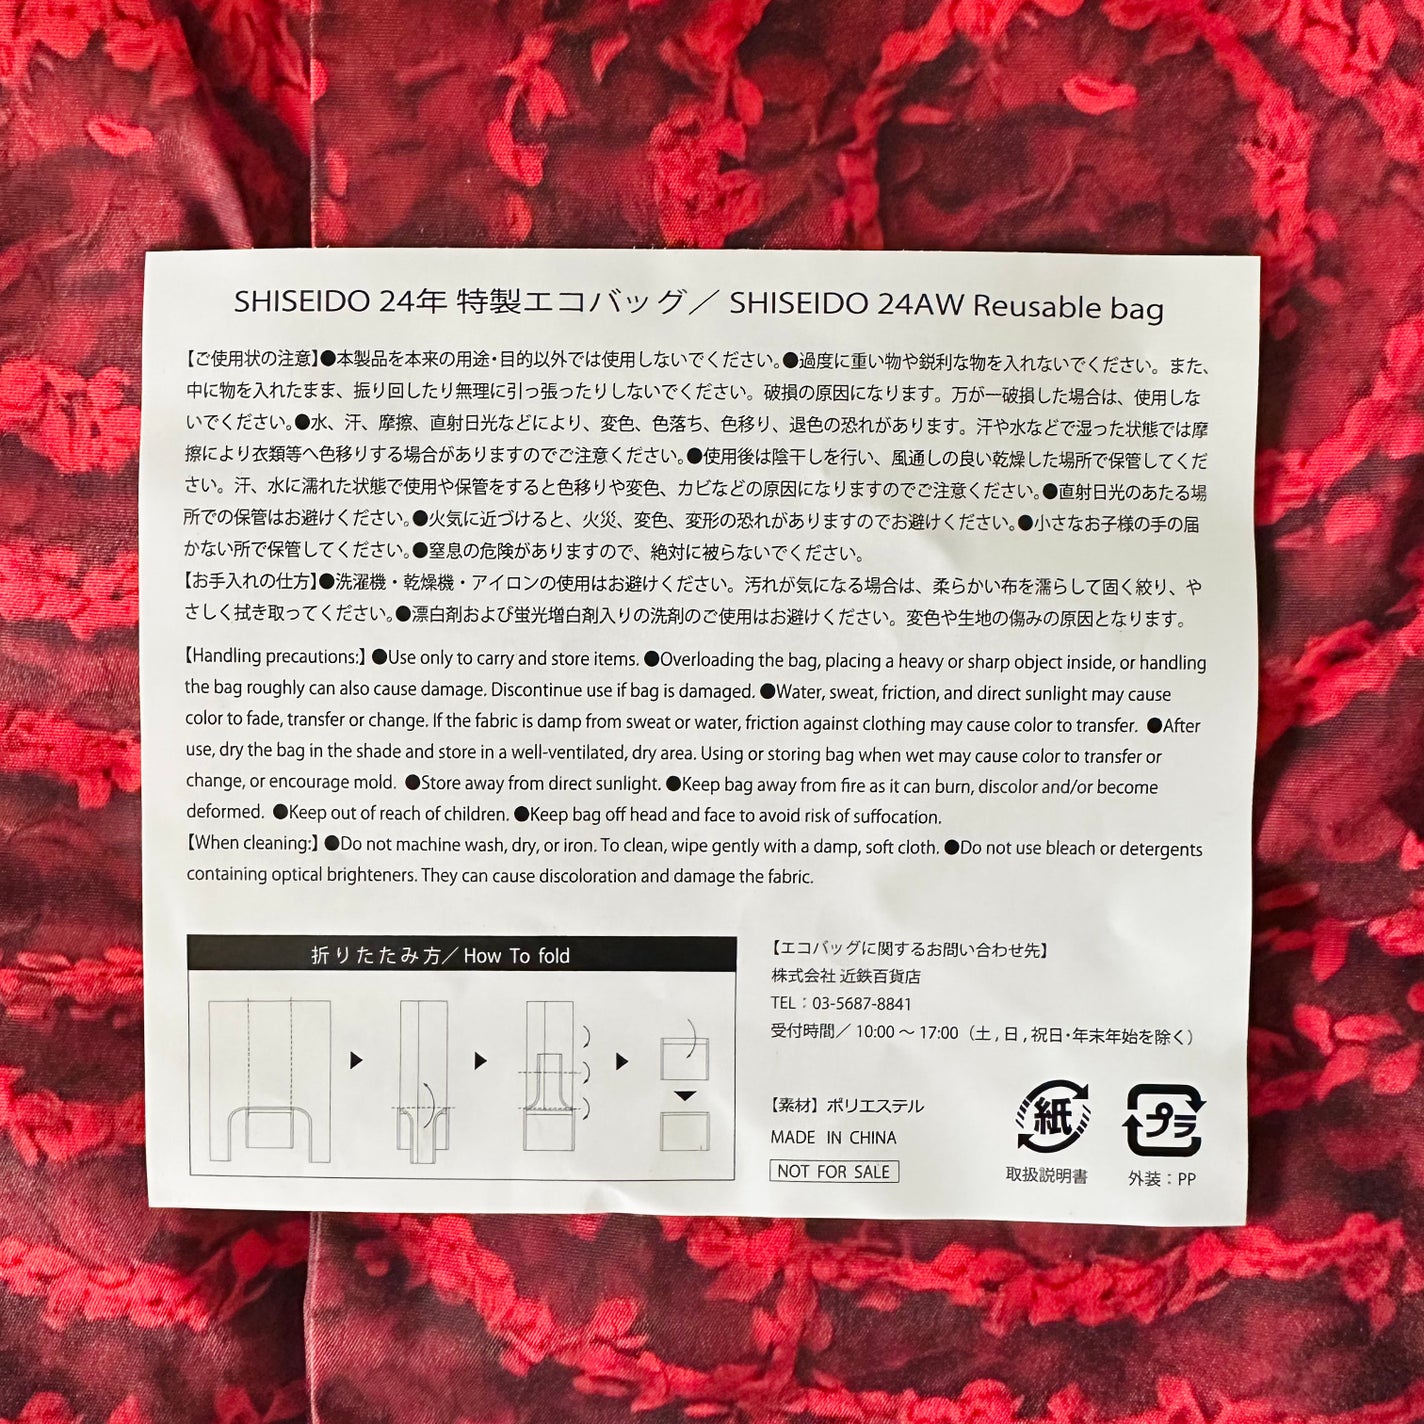 SHISEIDO 24年 特製エコバッグ／ SHISEIDO 24AW Reusable bag
【ご使用状の注意】●本製品を本来の用途・目的以外では使用しないでください。●過度に重い物や鋭利な物を入れないでください。また、
中に物を入れたまま、振り回したり無理に引っ張ったりしないでください。破損の原因になります。万が一破損した場合は、使用しな
いでください。●水、汗、摩擦、直射日光などにより、変色、色落ち、色移り、退色の恐れがあります。汗や水などで湿った状態では摩
擦により衣類等へ色移りする場合がありますのでご注意ください。●使用後は陰干しを行い、風通しの良い乾燥した場所で保管してくだ
さい。汗、水に濡れた状態で使用や保管をすると色移りや変色、カビなどの原因になりますのでご注意ください。●直射日光のあたる場
所での保管はお避けください。●火気に近づけると、火災、変色、変形の恐れがありますのでお避けください。●小さなお子様の手の届
かない所で保管してください。●窒息の危険がありますので、絶対に被らないでください。
【お手入れの仕方】●洗濯機・乾燥機・アイロンの使用はお避けください。汚れが気になる場合は、柔らかい布を濡らして固く絞り、や
さしく拭き取ってください。●漂白剤および蛍光増白剤入りの洗剤のご使用はお避けください。変色や生地の傷みの原因となります。
【Handling precautions:】 ●Use only to carry and store items. ●Overloading the bag, placing a heavy or sharp object inside, or handling
the bag roughly can also cause damage. Discontinue use if bag is damaged. ●Water, sweat, friction, and direct sunlight may cause
color to fade, transfer or change. If the fabric is damp from sweat or water, friction against clothing may cause color to transfer. ●After
use, dry the bag in the shade and store in a well-ventilated, dry area. Using or storing bag when wet may cause color to transfer or
change, or encourage mold. ●Store away from direct sunlight. ●Keep bag away from fire as it can burn, discolor and/or become
deformed. ●Keep out of reach of children. ●Keep bag off head and face to avoid risk of suffocation.
【When cleaning:】 ●Do not machine wash, dry, or iron. To clean, wipe gently with a damp, soft cloth. ●Do not use bleach or detergents
containing optical brighteners. They can cause discoloration and damage the fabric.
折りたたみ方／How To fold
【エコバッグに関するお問い合わせ先】
株式会社 近鉄百貨店
TEL：03-5687-8841
受付時間／ 10:00 ～ 17:00（土 , 日 , 祝日・年末年始を除く）
【素材】ポリエステル
MADE IN CHINA
NOT FOR SALE
紙
取扱説明書
プラ
外装：PP